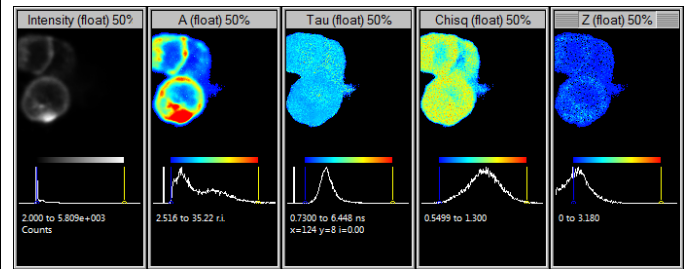 Intensity (float) 50%
A (float) 50%
Tau (float) 50%
Chisq (float) 50%
Z (float) 50%
2.000 to 5.809e+003
Counts
2.516 to 35.22 r.i.
0.7300 to 6.448 ns
x=124 y=8 i=0.00
0.5499 to 1.300
0 to 3.180